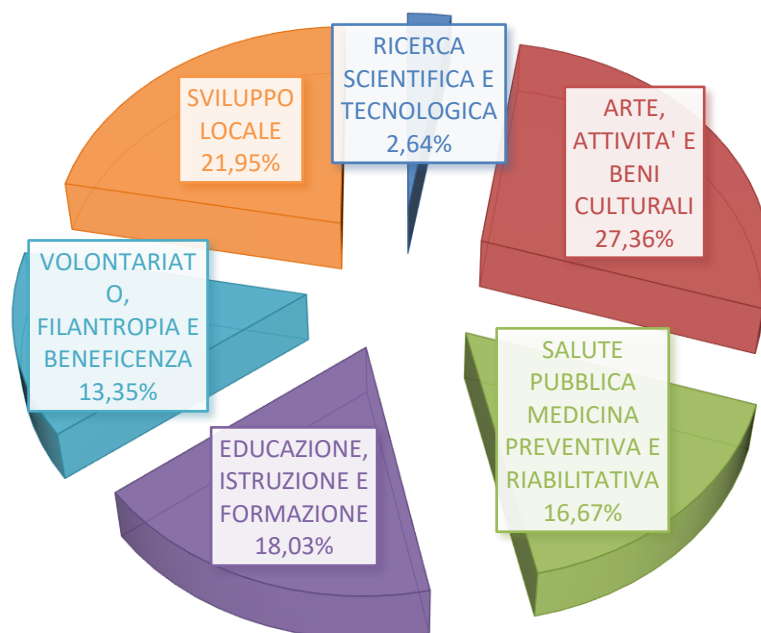 RICERCA
SCIENTIFICA E
TECNOLOGICA
2,64%
ARTE,
ATTIVITA' E
BENI
CULTURALI
27,36%
SALUTE
PUBBLICA
MEDICINA
PREVENTIVA E
RIABILITATIVA
16,67%
EDUCAZIONE,
ISTRUZIONE E
FORMAZIONE
18,03%
VOLONTARIAT
O,
FILANTROPIA E
BENEFICENZA
13,35%
SVILUPPO
LOCALE
21,95%